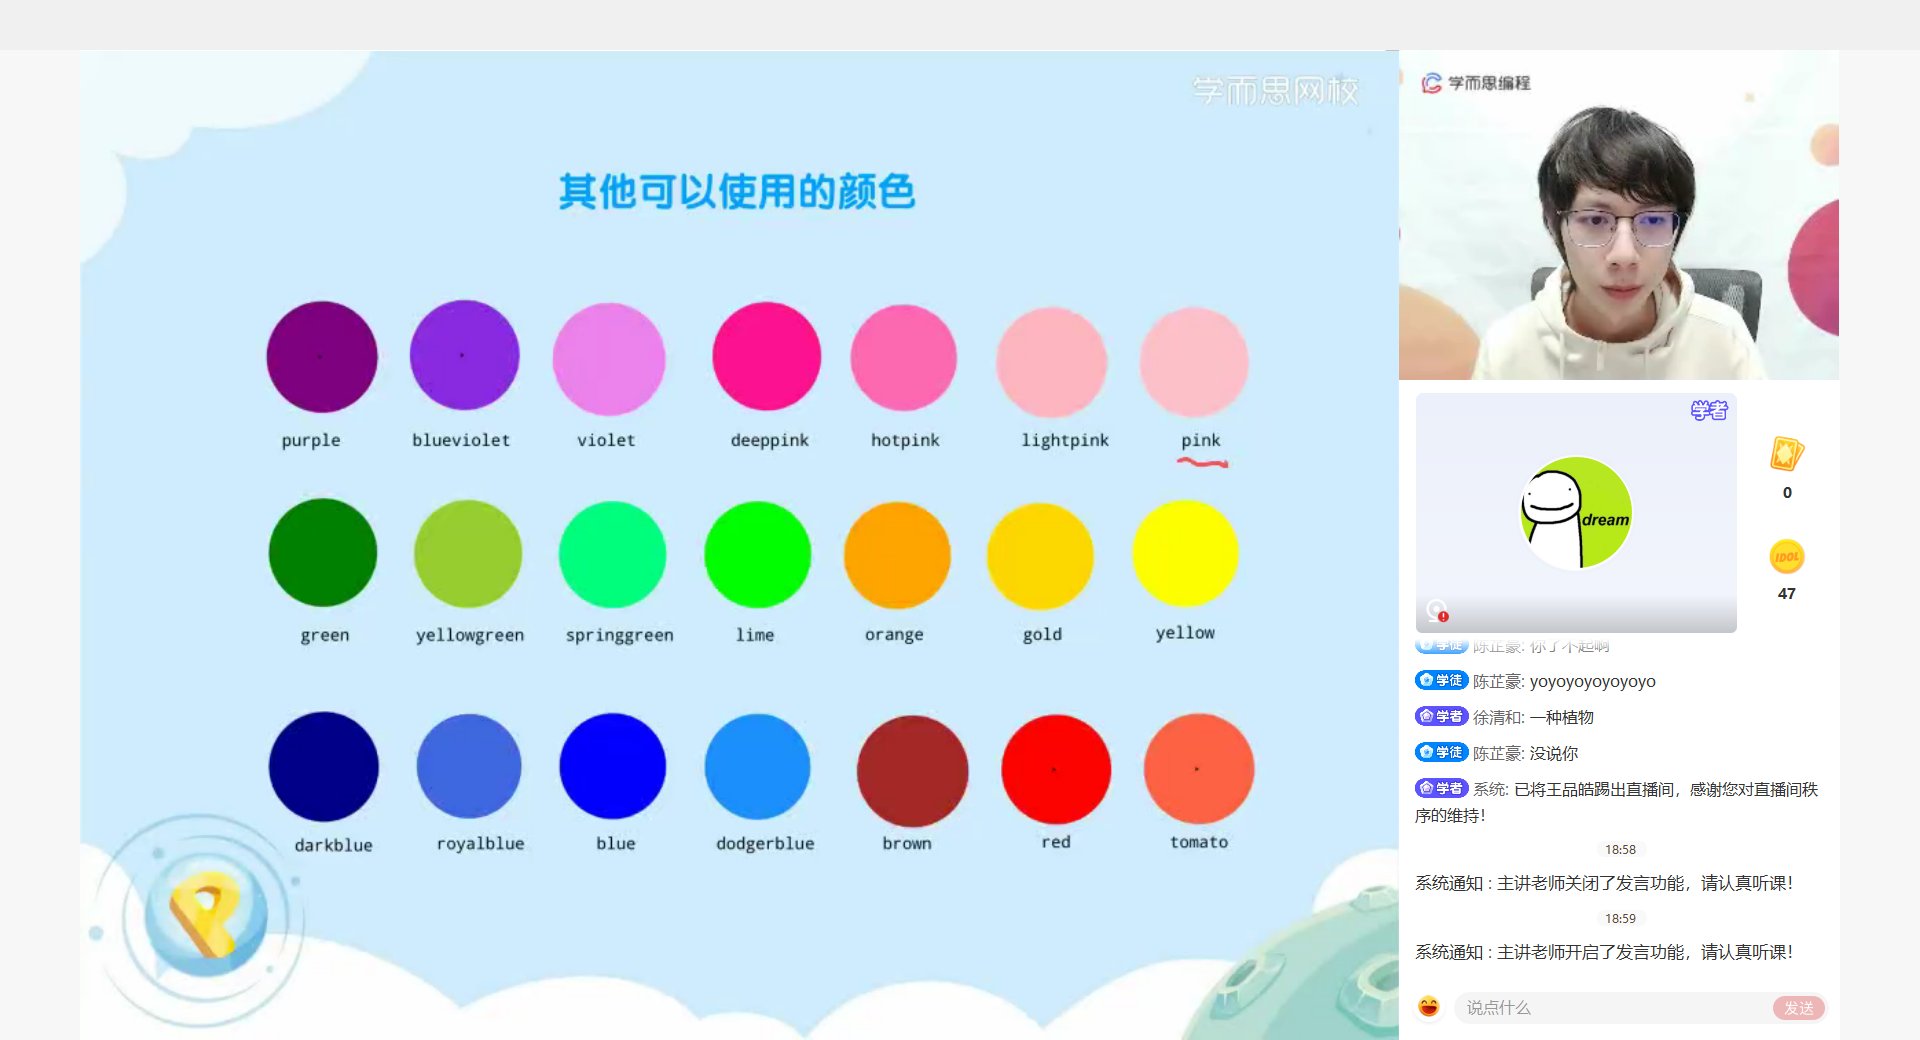 学而思网校
其他可以使用的颜色
purple blueviolet violet deeppink hotpink lightpink pink
green yellowgreen springgreen lime orange gold yellow
darkblue royalblue blue dodgerblue brown red tomato
学而思编程
学者
dream
0
IDOL
47
学徒 陈芷豪: 你了不起啊
学徒 陈芷豪: yoyoyoyoyoyoyo
学者 徐清和: 一种植物
学徒 陈芷豪: 没说你
学者 系统: 已将王品皓踢出直播间，感谢您对直播间秩
序的维持！
18:58
系统通知 : 主讲老师关闭了发言功能，请认真听课！
18:59
系统通知 : 主讲老师开启了发言功能，请认真听课！
说点什么 发送